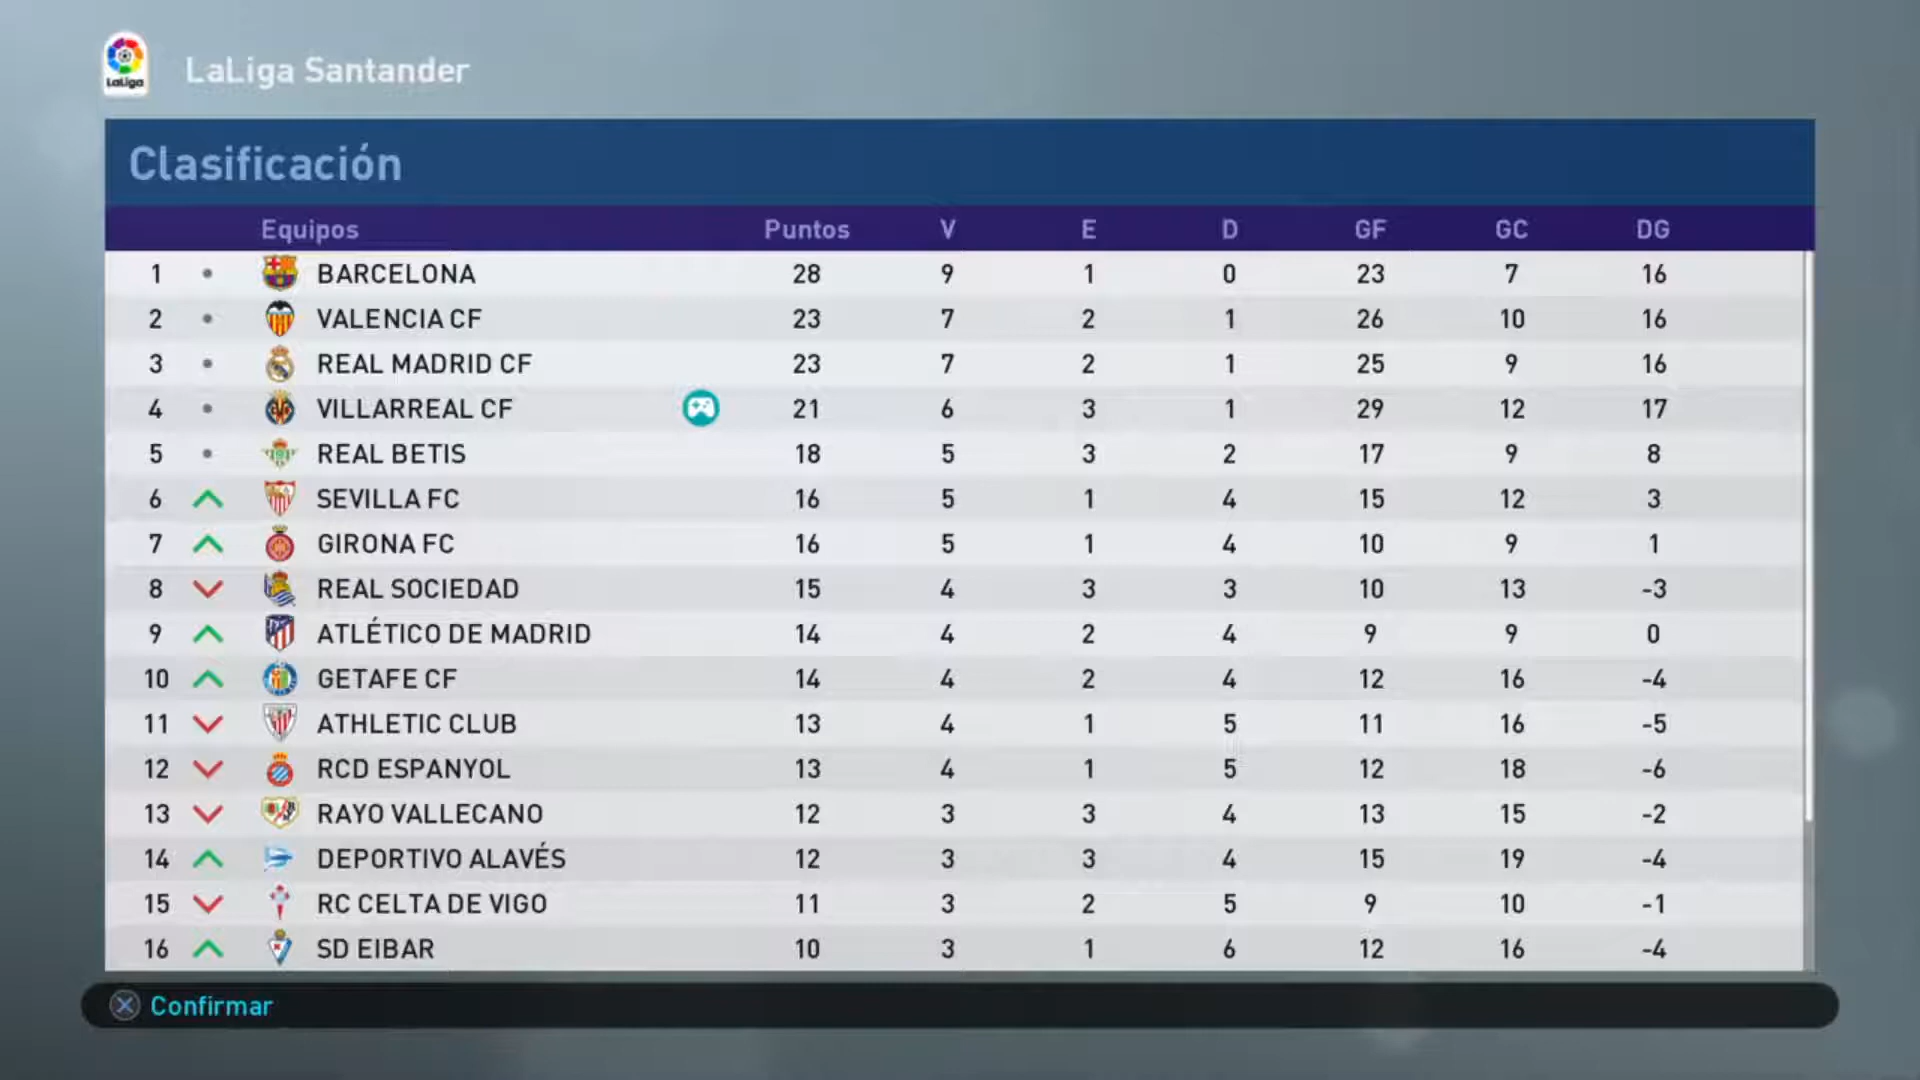 LaLiga
LaLiga Santander
Clasificación
Equipos Puntos V E D GF GC DG
1 BARCELONA 28 9 1 0 23 7 16
2 VALENCIA CF 23 7 2 1 26 10 16
3 REAL MADRID CF 23 7 2 1 25 9 16
4 VILLARREAL CF 21 6 3 1 29 12 17
5 REAL BETIS 18 5 3 2 17 9 8
6 SEVILLA FC 16 5 1 4 15 12 3
7 GIRONA FC 16 5 1 4 10 9 1
8 REAL SOCIEDAD 15 4 3 3 10 13 -3
9 ATLÉTICO DE MADRID 14 4 2 4 9 9 0
10 GETAFE CF 14 4 2 4 12 16 -4
11 ATHLETIC CLUB 13 4 1 5 11 16 -5
12 RCD ESPANYOL 13 4 1 5 12 18 -6
13 RAYO VALLECANO 12 3 3 4 13 15 -2
14 DEPORTIVO ALAVÉS 12 3 3 4 15 19 -4
15 RC CELTA DE VIGO 11 3 2 5 9 10 -1
16 SD EIBAR 10 3 1 6 12 16 -4
Confirmar